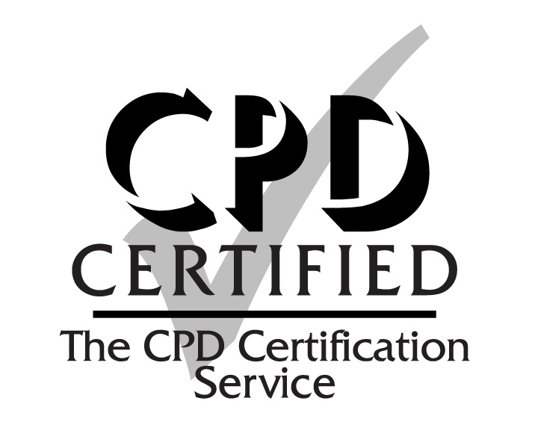 CPD
CERTIFIED
The CPD Certification
Service